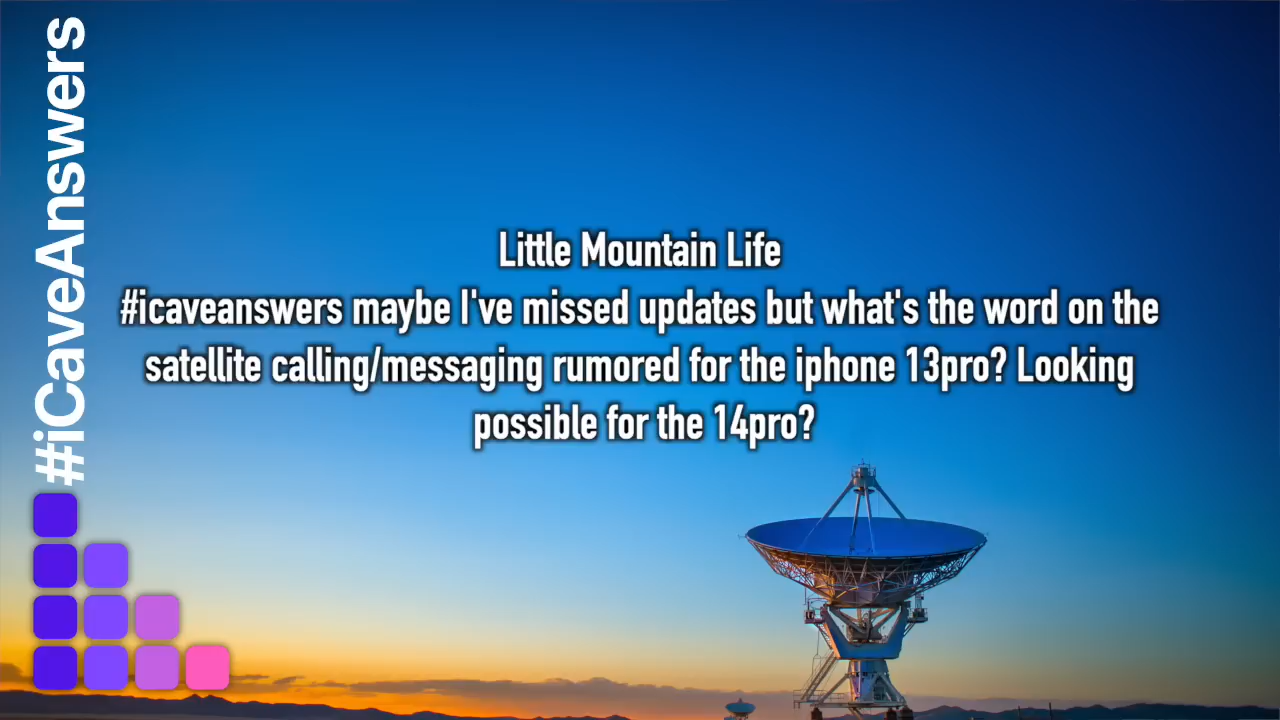 #iCaveAnswers
Little Mountain Life
#icaveanswers maybe I've missed updates but what's the word on the
satellite calling/messaging rumored for the iphone 13pro? Looking
possible for the 14pro?